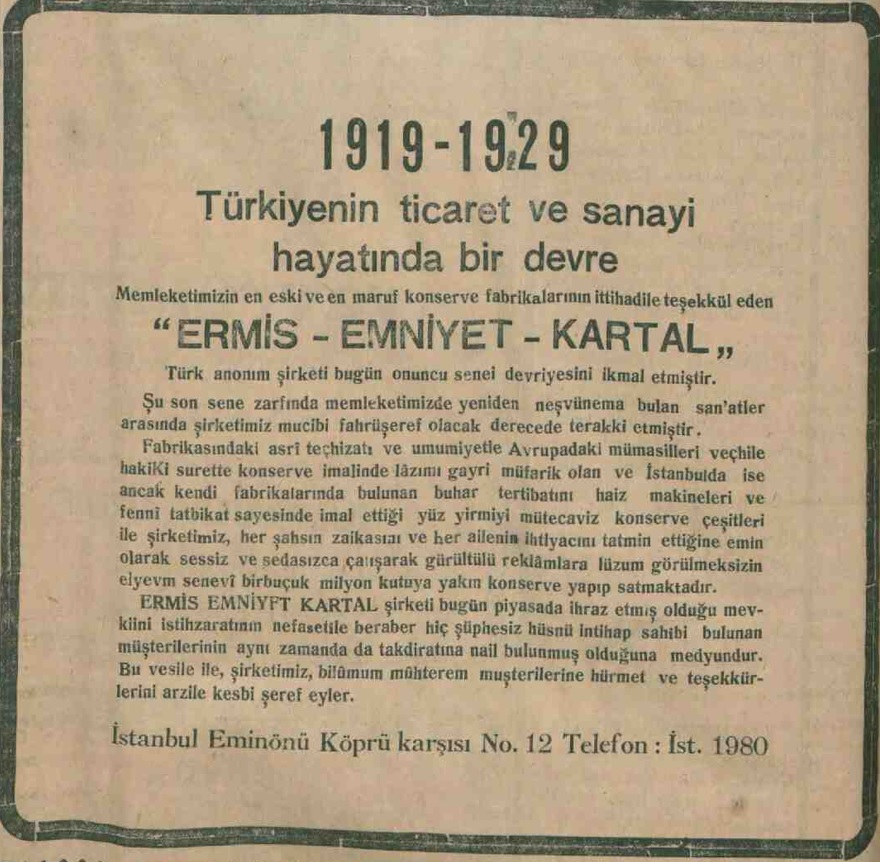 1919-1929
Türkiyenin ticaret ve sanayi
hayatında bir devre
Memleketimizin en eski ve en maruf konserve fabrikalarının ittihadile teşekkül eden
“ERMİS - EMNİYET - KARTAL„
Türk anonım şirketi bugün onuncu senei devriyesini ikmal etmiştir.
Şu son sene zarfında memleketimizde yeniden neşvünema bulan san'atler
arasında şirketimiz mucibi fahrüşeref olacak derecede terakki etmiştir.
Fabrikasındaki asrî teçhizatı ve umumiyetle Avrupadaki mümasilleri veçhile
hakiki surette konserve imalinde lâzımı gayri müfarik olan ve İstanbulda ise
ancak kendi fabrikalarında bulunan buhar tertibatını haiz makineleri ve
fennî tatbikat sayesinde imal ettiği yüz yirmiyi mütecaviz konserve çeşitleri
ile şirketimiz, her şahsın zaikasını ve her ailenin ihtiyacını tatmin ettiğine emin
olarak sessiz ve sedasızca çalışarak gürültülü reklâmlara lüzum görülmeksizin
elyevm senevî birbuçuk milyon kutuya yakın konserve yapıp satmaktadır.
ERMİS EMNİYET KARTAL şirketi bugün piyasada ihraz etmış olduğu mev-
kiini istihzaratının nefasetile beraber hiç şüphesiz hüsnü intihap sahibi bulunan
müşterilerinin aynı zamanda da takdiratına nail bulunmuş olduğuna medyundur.
Bu vesile ile, şirketimiz, bilâmum mühterem muşterilerine hürmet ve teşekkür-
lerini arzile kesbi şeref eyler.
İstanbul Eminönü Köprü karşısı No. 12 Telefon : İst. 1980